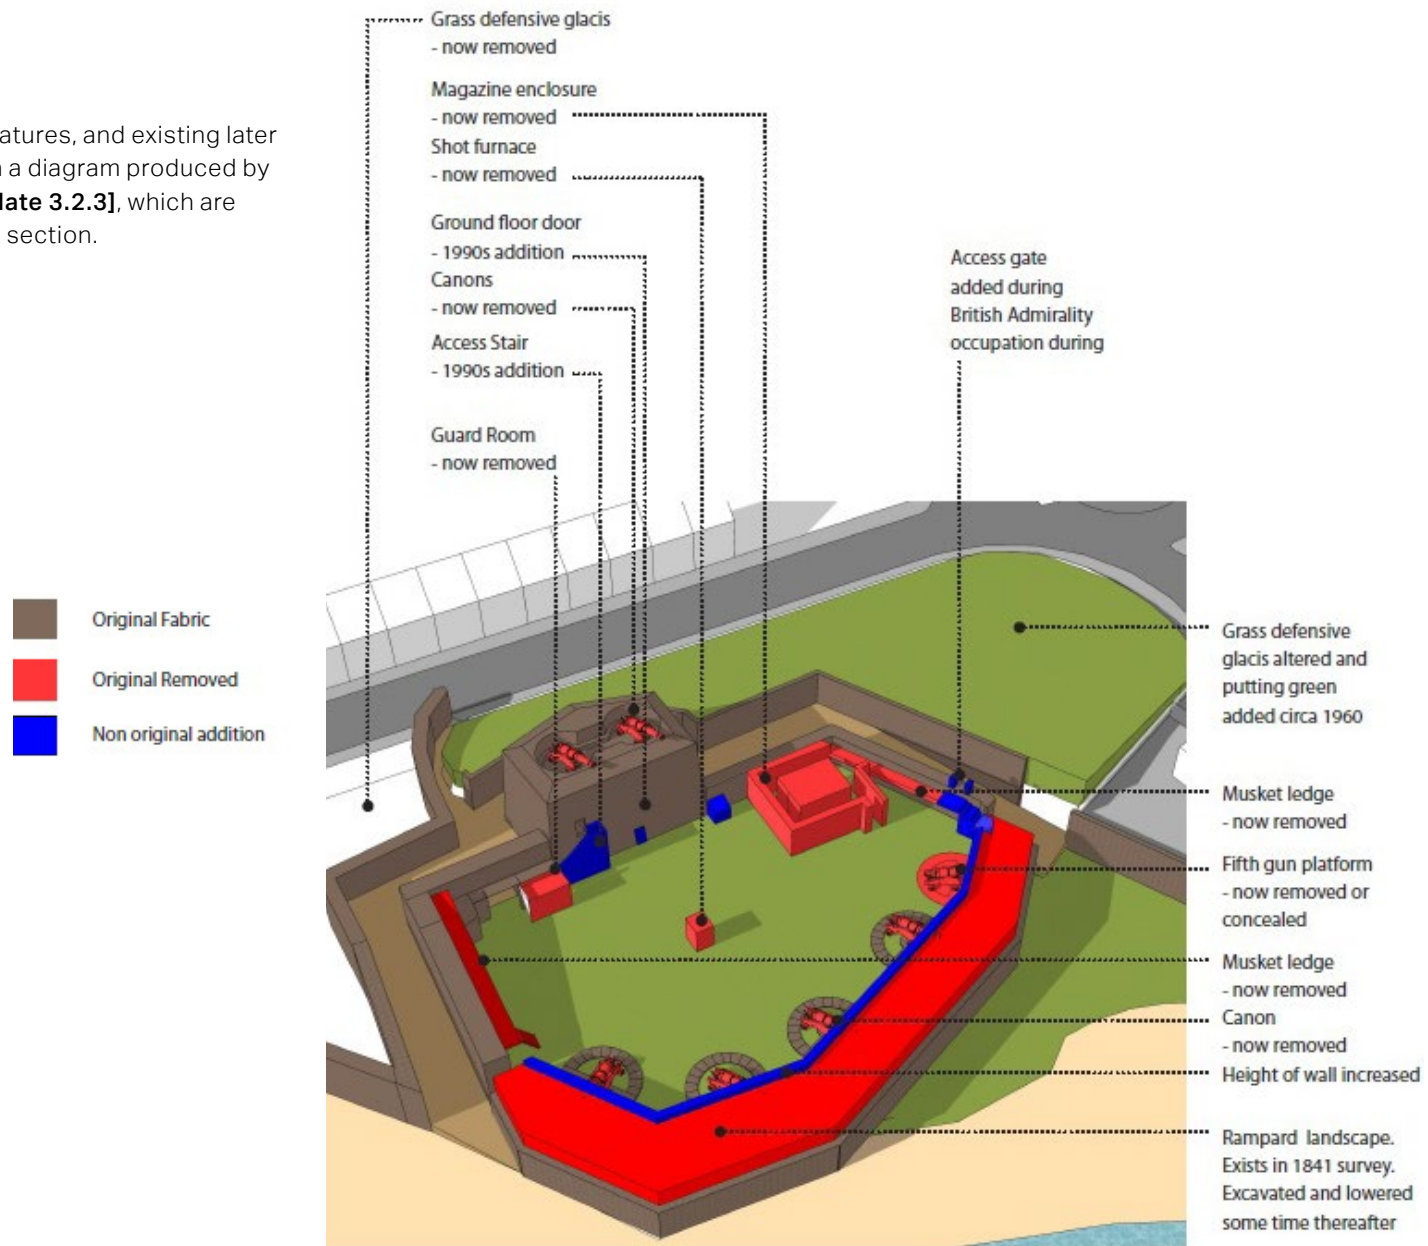 Grass defensive glacis
- now removed
Magazine enclosure
- now removed
Shot furnace
- now removed
Ground floor door
- 1990s addition
Canons
- now removed
Access Stair
- 1990s addition
Guard Room
- now removed
atures, and existing later
a diagram produced by
late 3.2.3], which are
section.
Access gate
added during
British Admirality
occupation during
Original Fabric
Original Removed
Non original addition
Grass defensive
glacis altered and
putting green
added circa 1960
Musket ledge
- now removed
Fifth gun platform
- now removed or
concealed
Musket ledge
- now removed
Canon
- now removed
Height of wall increased
Rampard landscape.
Exists in 1841 survey.
Excavated and lowered
some time thereafter